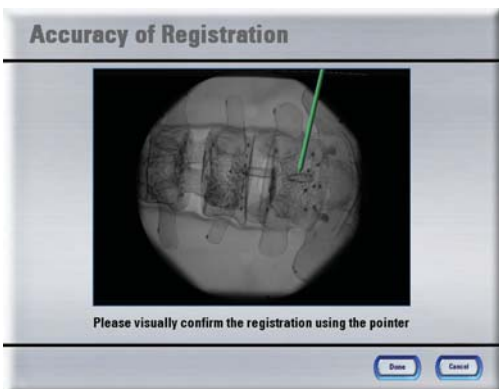 Accuracy of Registration
Please visually confirm the registration using the pointer
Done
Cancel